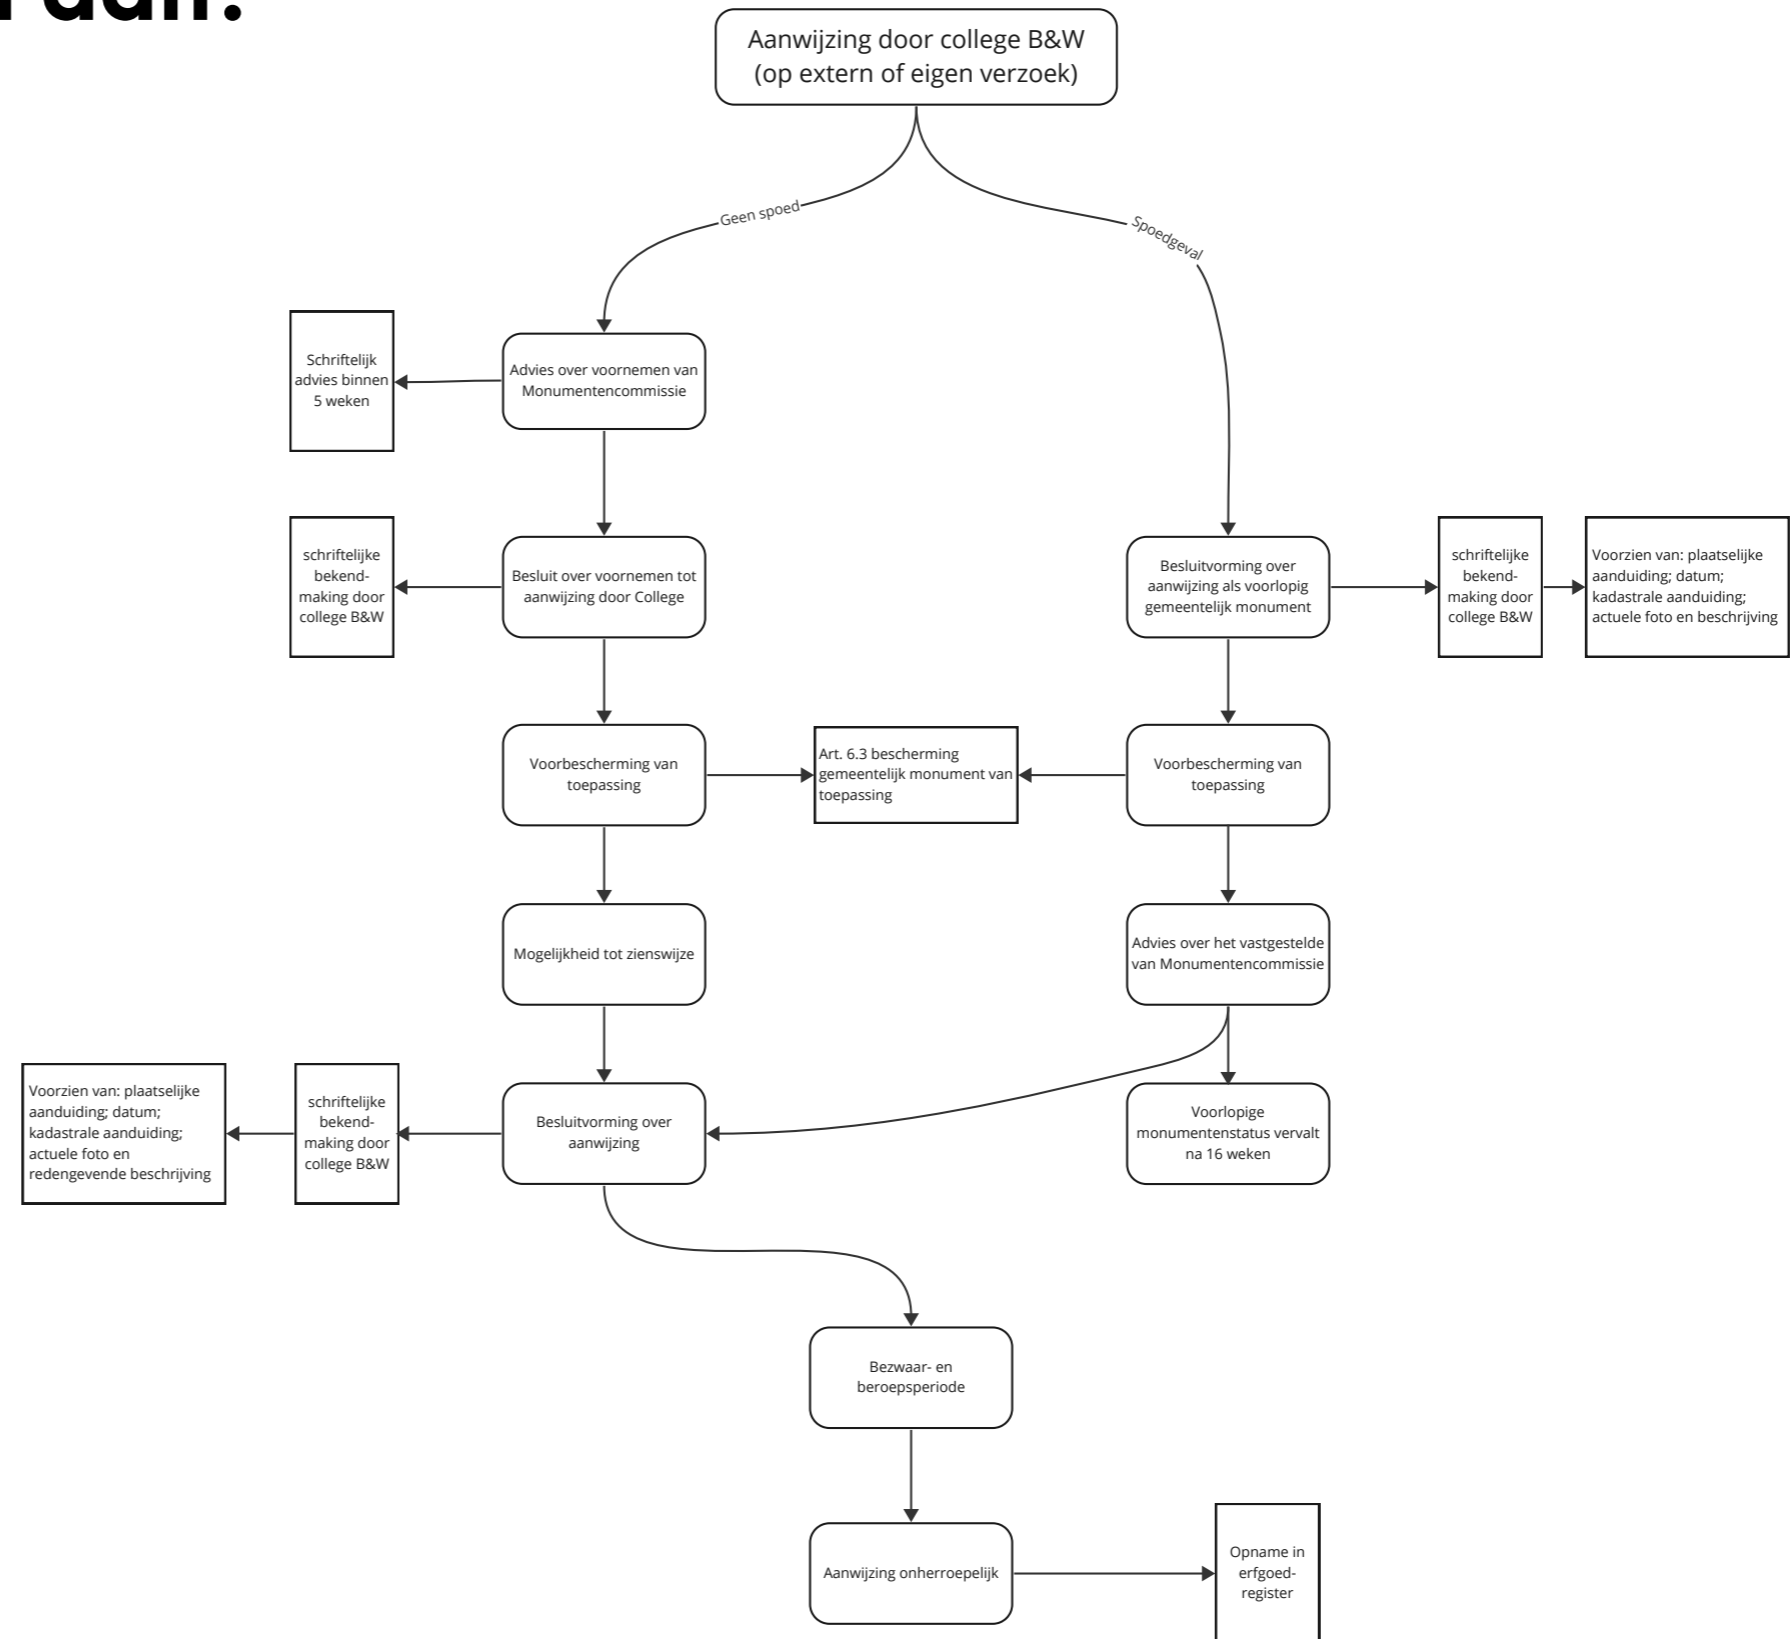 aan?
Aanwijzing door college B&W
(op extern of eigen verzoek)
Geen spoed
Spoedgeval
Schriftelijk
advies binnen
5 weken
Advies over voornemen van
Monumentencommissie
schriftelijke
bekend-
making door
college B&W
Besluit over voornemen tot
aanwijzing door College
Besluitvorming over
aanwijzing als voorlopig
gemeentelijk monument
schriftelijke
bekend-
making door
college B&W
Voorzien van: plaatselijke
aanduiding; datum;
kadastrale aanduiding;
actuele foto en beschrijving
Voorbescherming van
toepassing
Art. 6.3 bescherming
gemeentelijk monument van
toepassing
Voorbescherming van
toepassing
Mogelijkheid tot zienswijze
Advies over het vastgestelde
van Monumentencommissie
Voorzien van: plaatselijke
aanduiding; datum;
kadastrale aanduiding;
actuele foto en
redengevende beschrijving
schriftelijke
bekend-
making door
college B&W
Besluitvorming over
aanwijzing
Voorlopige
monumentenstatus vervalt
na 16 weken
Bezwaar- en
beroepsperiode
Aanwijzing onherroepelijk
Opname in
erfgoed-
register